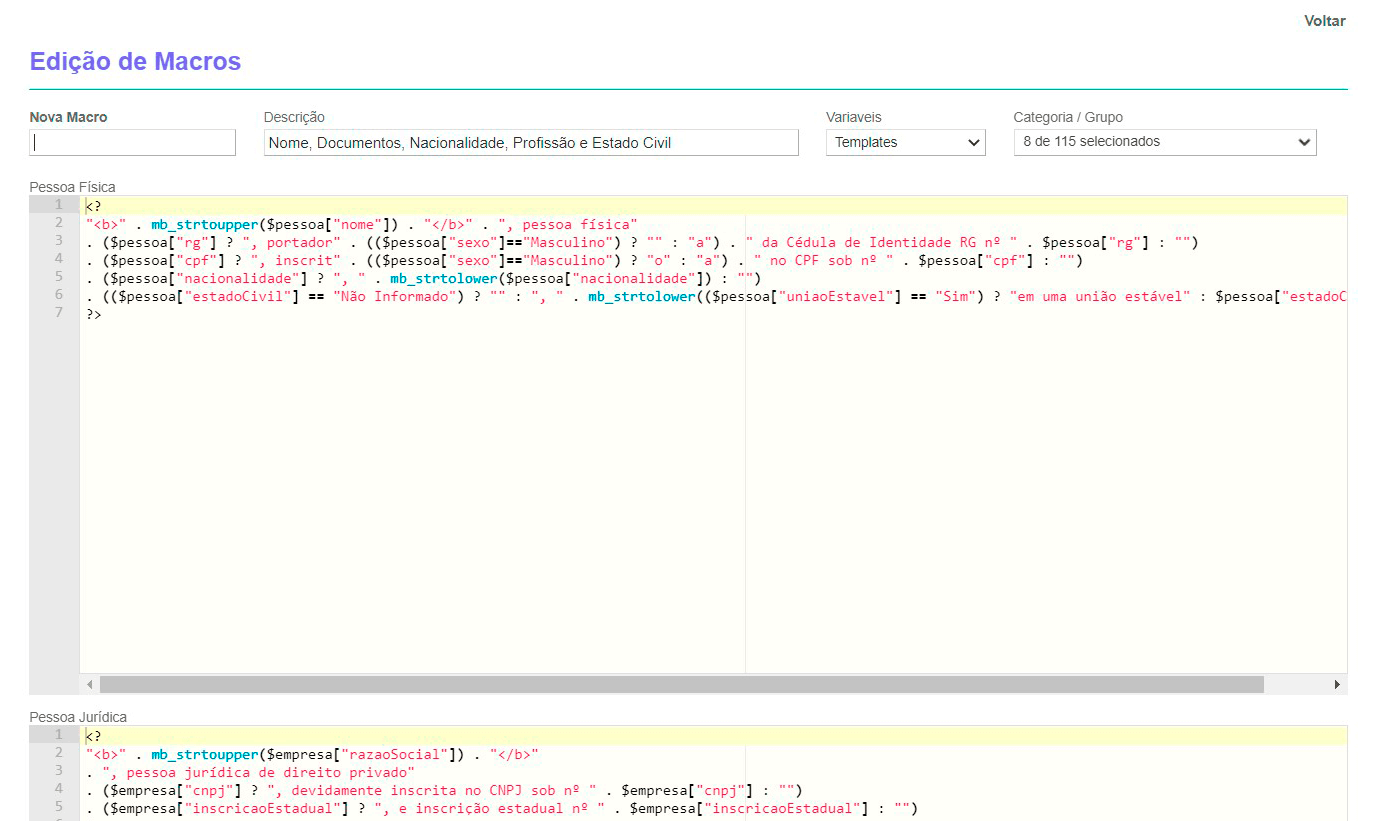 Voltar
Edição de Macros
Nova Macro
Descrição
Variaveis
Categoria / Grupo
Nome, Documentos, Nacionalidade, Profissão e Estado Civil
Templates
8 de 115 selecionados
Pessoa Física
1 <?
2 "<b>" . mb_strtoupper($pessoa["nome"]) . "</b>" . ", pessoa física"
3 . ($pessoa["rg"] ? ", portador" . (($pessoa["sexo"]=="Masculino") ? "" : "a") . " da Cédula de Identidade RG nº " . $pessoa["rg"] : "")
4 . ($pessoa["cpf"] ? ", inscrit" . (($pessoa["sexo"]=="Masculino") ? "o" : "a") . " no CPF sob nº " . $pessoa["cpf"] : "")
5 . ($pessoa["nacionalidade"] ? ", " . mb_strtolower($pessoa["nacionalidade"]) : "")
6 . (($pessoa["estadoCivil"] == "Não Informado") ? "" : ", " . mb_strtolower(($pessoa["uniaoEstavel"] == "Sim") ? "em uma união estável" : $pessoa["estadoC
7 ?>
Pessoa Jurídica
1 <?
2 "<b>" . mb_strtoupper($empresa["razaoSocial"]) . "</b>"
3 . ", pessoa jurídica de direito privado"
4 . ($empresa["cnpj"] ? ", devidamente inscrita no CNPJ sob nº " . $empresa["cnpj"] : "")
5 . ($empresa["inscricaoEstadual"] ? ", e inscrição estadual nº " . $empresa["inscricaoEstadual"] : "")